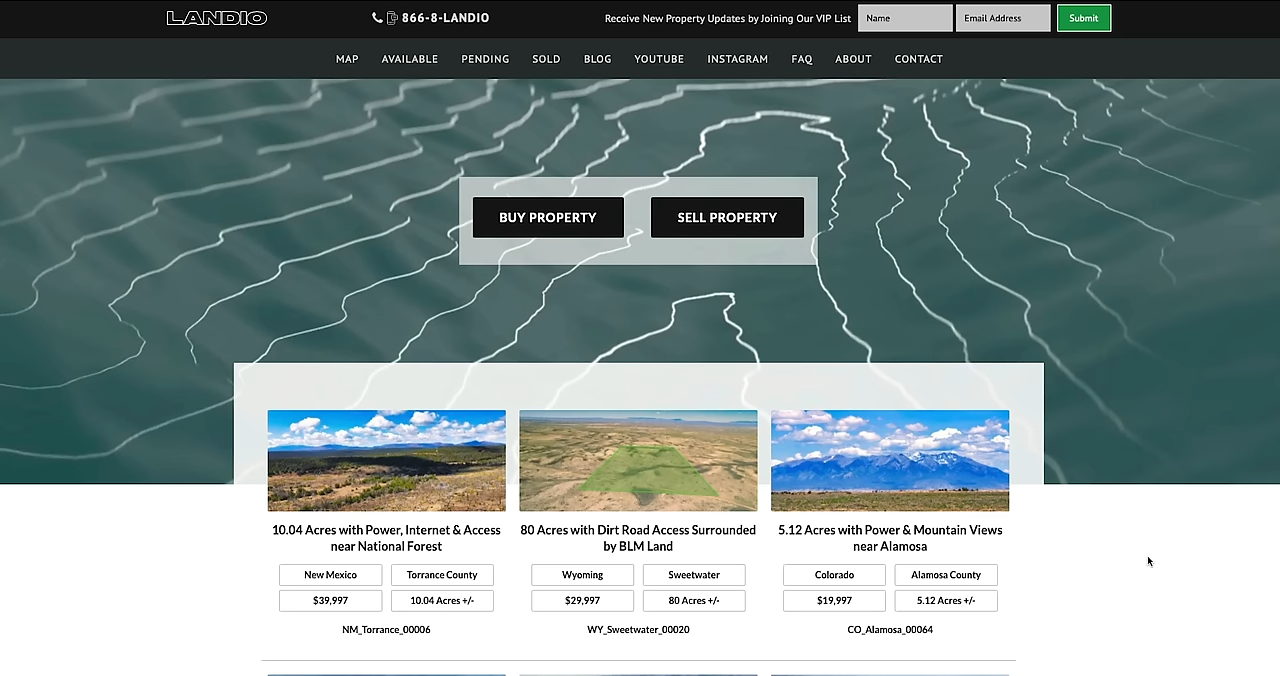 LANDIO
866-8-LANDIO
Receive New Property Updates by Joining Our VIP List
Name
Email Address
Submit
MAP AVAILABLE PENDING SOLD BLOG YOUTUBE INSTAGRAM FAQ ABOUT CONTACT
BUY PROPERTY SELL PROPERTY
10.04 Acres with Power, Internet & Access
near National Forest
New Mexico
Torrance County
$39,997
10.04 Acres +/-
NM_Torrance_00006
80 Acres with Dirt Road Access Surrounded
by BLM Land
Wyoming
Sweetwater
$29,997
80 Acres +/-
WY_Sweetwater_00020
5.12 Acres with Power & Mountain Views
near Alamosa
Colorado
Alamosa County
$19,997
5.12 Acres +/-
CO_Alamosa_00064